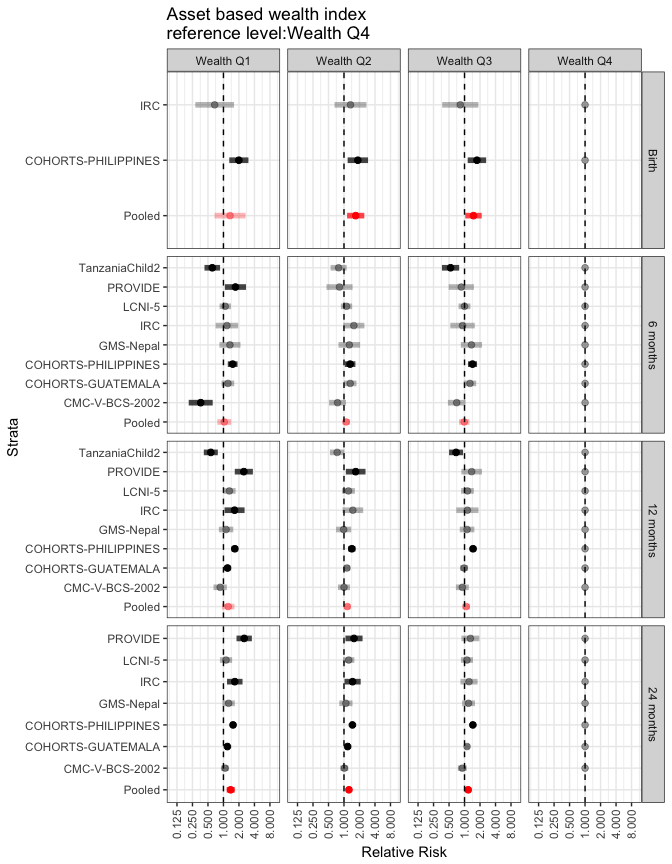 Asset based wealth index
reference level:Wealth Q4
Wealth Q1 Wealth Q2 Wealth Q3 Wealth Q4
IRC
COHORTS-PHILIPPINES
Pooled
Birth
TanzaniaChild2
PROVIDE
LCNI-5
IRC
GMS-Nepal
COHORTS-PHILIPPINES
COHORTS-GUATEMALA
CMC-V-BCS-2002
Pooled
6 months
TanzaniaChild2
PROVIDE
LCNI-5
IRC
GMS-Nepal
COHORTS-PHILIPPINES
COHORTS-GUATEMALA
CMC-V-BCS-2002
Pooled
12 months
PROVIDE
LCNI-5
IRC
GMS-Nepal
COHORTS-PHILIPPINES
COHORTS-GUATEMALA
CMC-V-BCS-2002
Pooled
24 months
Strata
0.125 0.250 0.500 1.000 2.000 4.000 8.000 0.125 0.250 0.500 1.000 2.000 4.000 8.000 0.125 0.250 0.500 1.000 2.000 4.000 8.000 0.125 0.250 0.500 1.000 2.000 4.000 8.000
Relative Risk